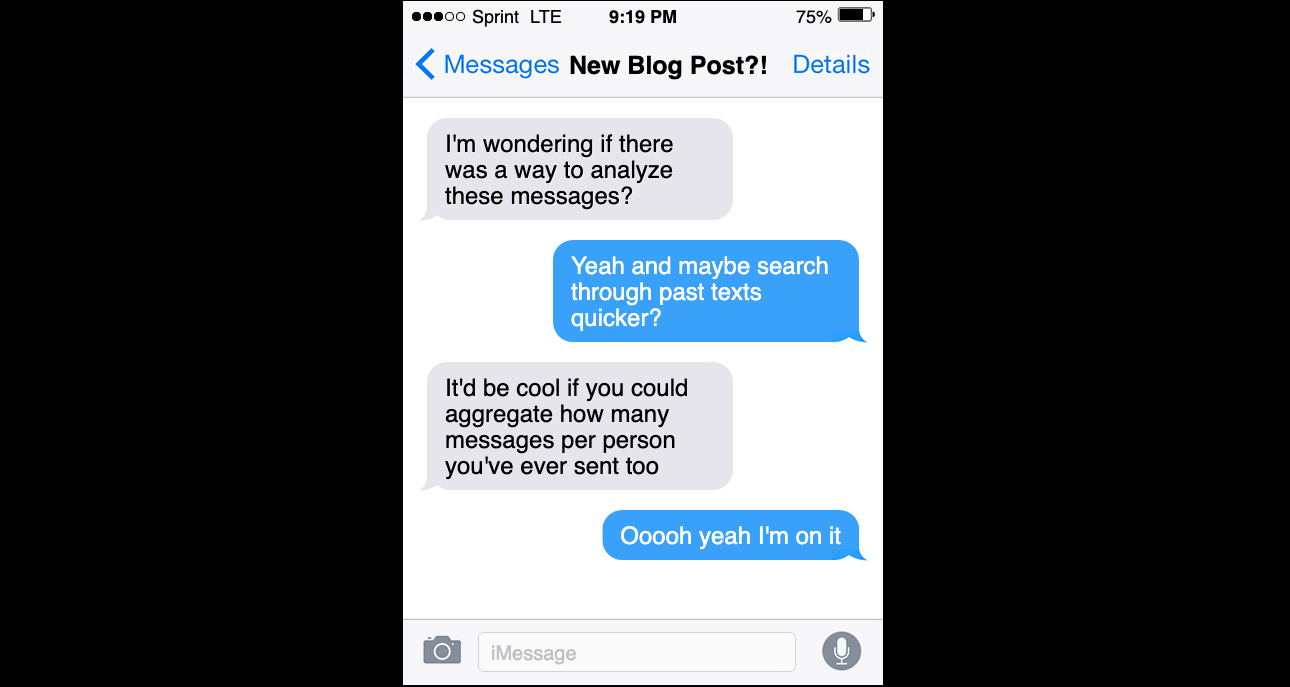 Sprint LTE 9:19 PM 75%
Messages New Blog Post?! Details
I'm wondering if there
was a way to analyze
these messages?
Yeah and maybe search
through past texts
quicker?
It'd be cool if you could
aggregate how many
messages per person
you've ever sent too
Ooooh yeah I'm on it
iMessage